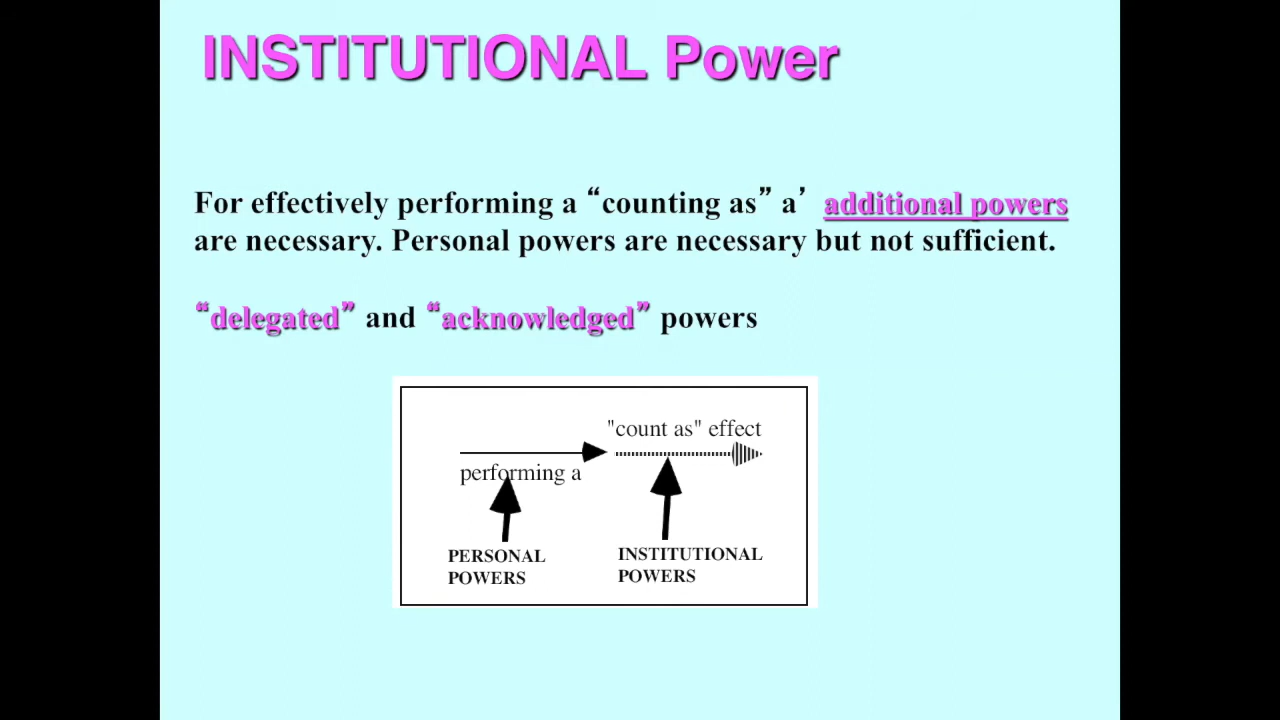 INSTITUTIONAL Power
For effectively performing a “counting as” a’ additional powers
are necessary. Personal powers are necessary but not sufficient.
“delegated” and “acknowledged” powers
"count as" effect
performing a
PERSONAL
POWERS
INSTITUTIONAL
POWERS